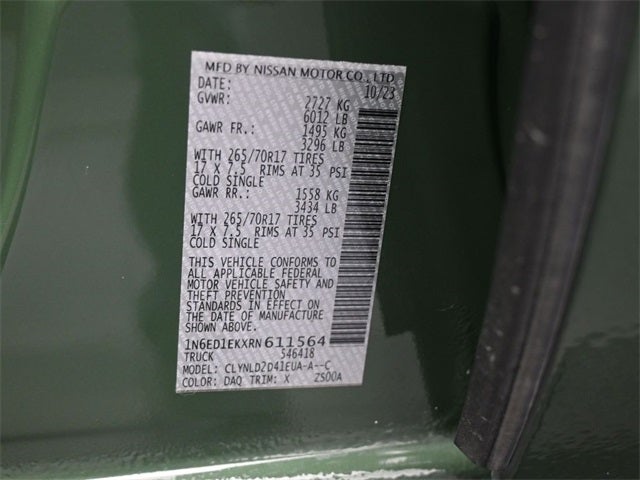 MFD BY NISSAN MOTOR CO., LTD
DATE: 10/23
GVWR: 2727 KG
6012 LB
GAWR FR.: 1495 KG
3296 LB
WITH 265/70R17 TIRES
17 X 7.5 RIMS AT 35 PSI
COLD SINGLE
GAWR RR.: 1558 KG
3434 LB
WITH 265/70R17 TIRES
17 X 7.5 RIMS AT 35 PSI
COLD SINGLE
THIS VEHICLE CONFORMS TO
ALL APPLICABLE FEDERAL
MOTOR VEHICLE SAFETY AND
THEFT PREVENTION
STANDARDS IN EFFECT ON
THE DATE OF MANUFACTURE
SHOWN ABOVE.
1N6ED1EKXRN611564
TRUCK 546418
MODEL: CLYNLD2D41EUA-A--C
COLOR: DAQ TRIM: X ZS00A